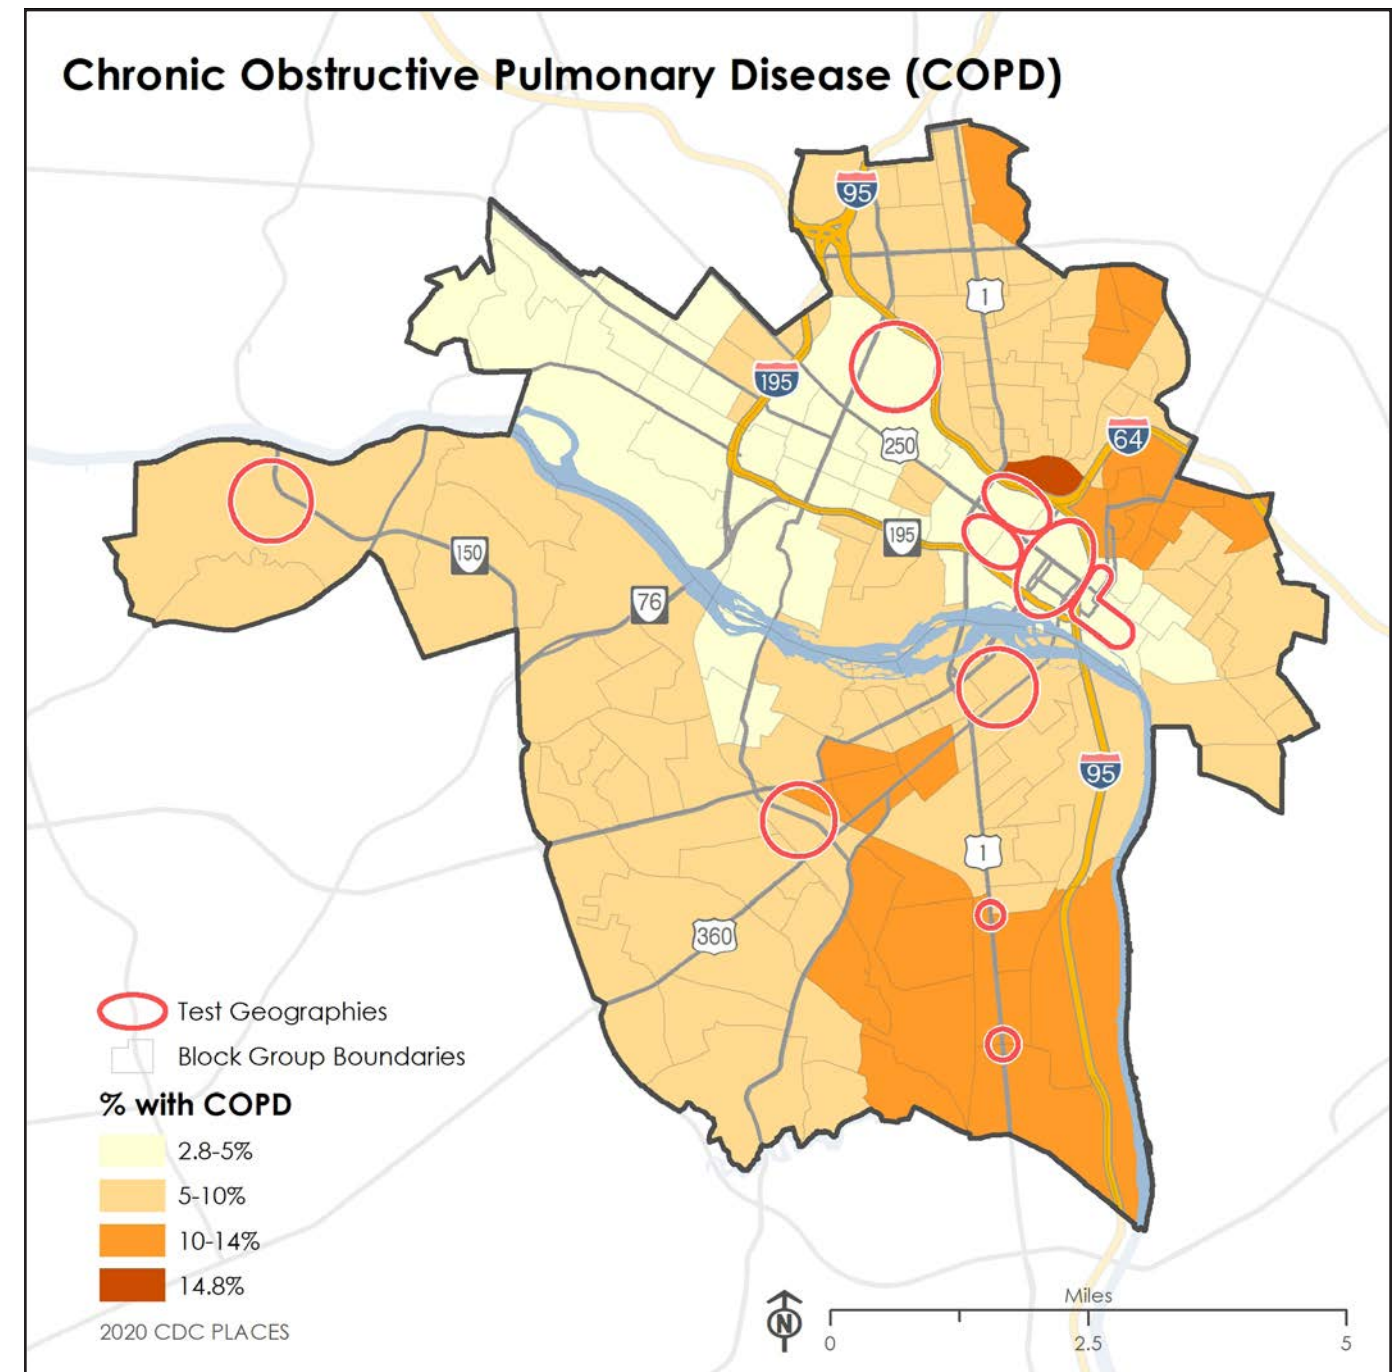 Chronic Obstructive Pulmonary Disease (COPD)
95
1
195
64
250
195
150
76
95
1
360
Test Geographies
Block Group Boundaries
% with COPD
2.8-5%
5-10%
10-14%
14.8%
2020 CDC PLACES
N
Miles
0
2.5
5